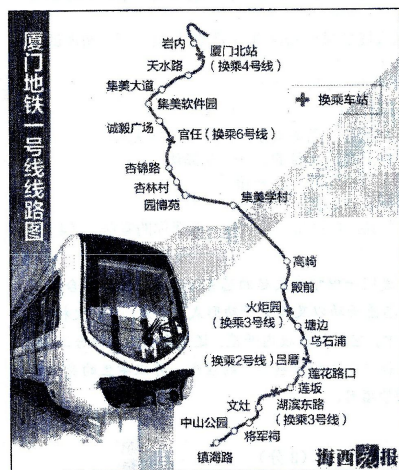 厦门地铁一号线线路图
岩内
厦门北站
(换乘4号线)
天水路
集美大道
集美软件园
诚毅广场
官任(换乘6号线)
杏锦路
杏林村
园博苑
集美学村
换乘车站
高崎
殿前
火炬园
(换乘3号线)
塘边
乌石浦
(换乘2号线)吕厝
莲花路口
莲坂
湖滨东路
(换乘3号线)
文灶
将军祠
中山公园
镇海路
海西晨报